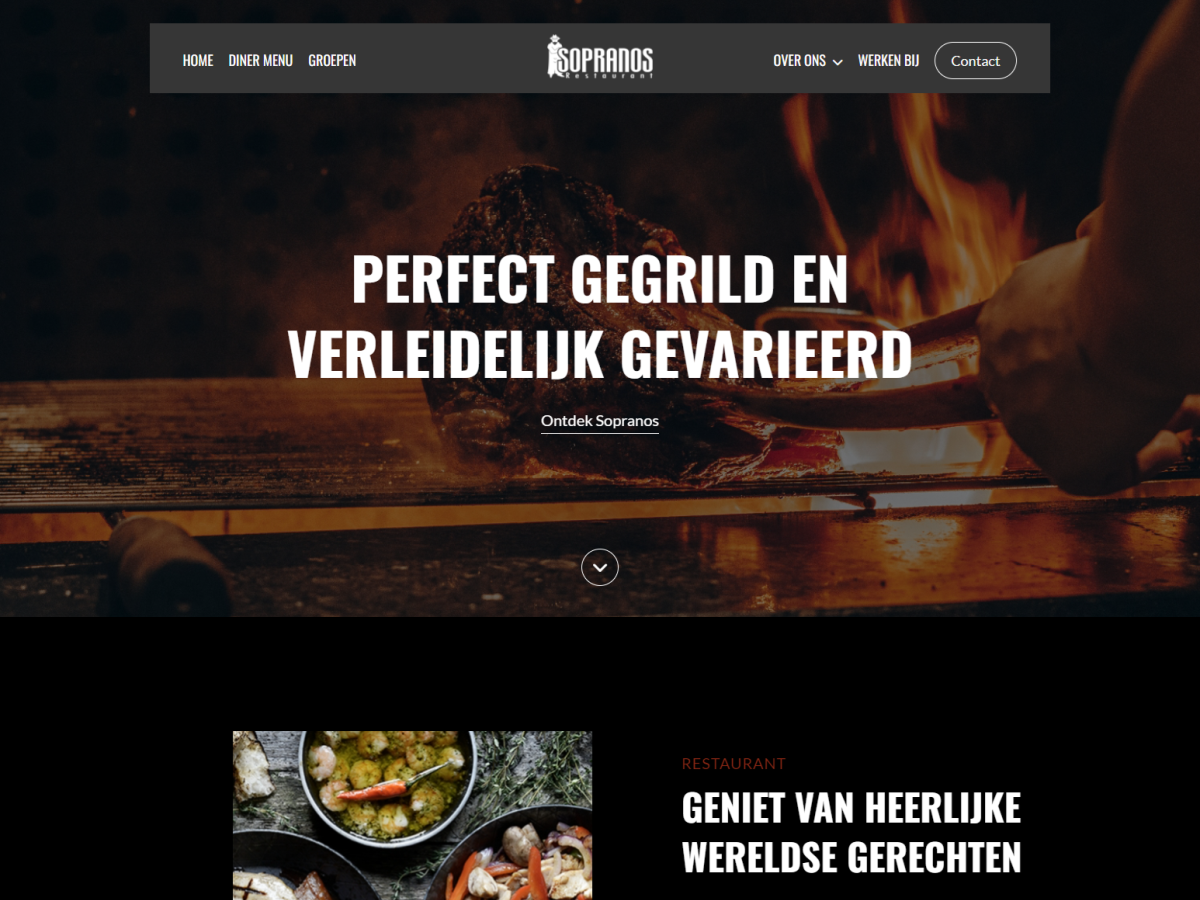 HOME DINER MENU GROEPEN SOPRANOS OVER ONS WERKEN BIJ Contact
Restaurant
PERFECT GEGRILD EN
VERLEIDELIJK GEVARIEERD
Ontdek Sopranos
RESTAURANT
GENIET VAN HEERLIJKE
WERELDSE GERECHTEN